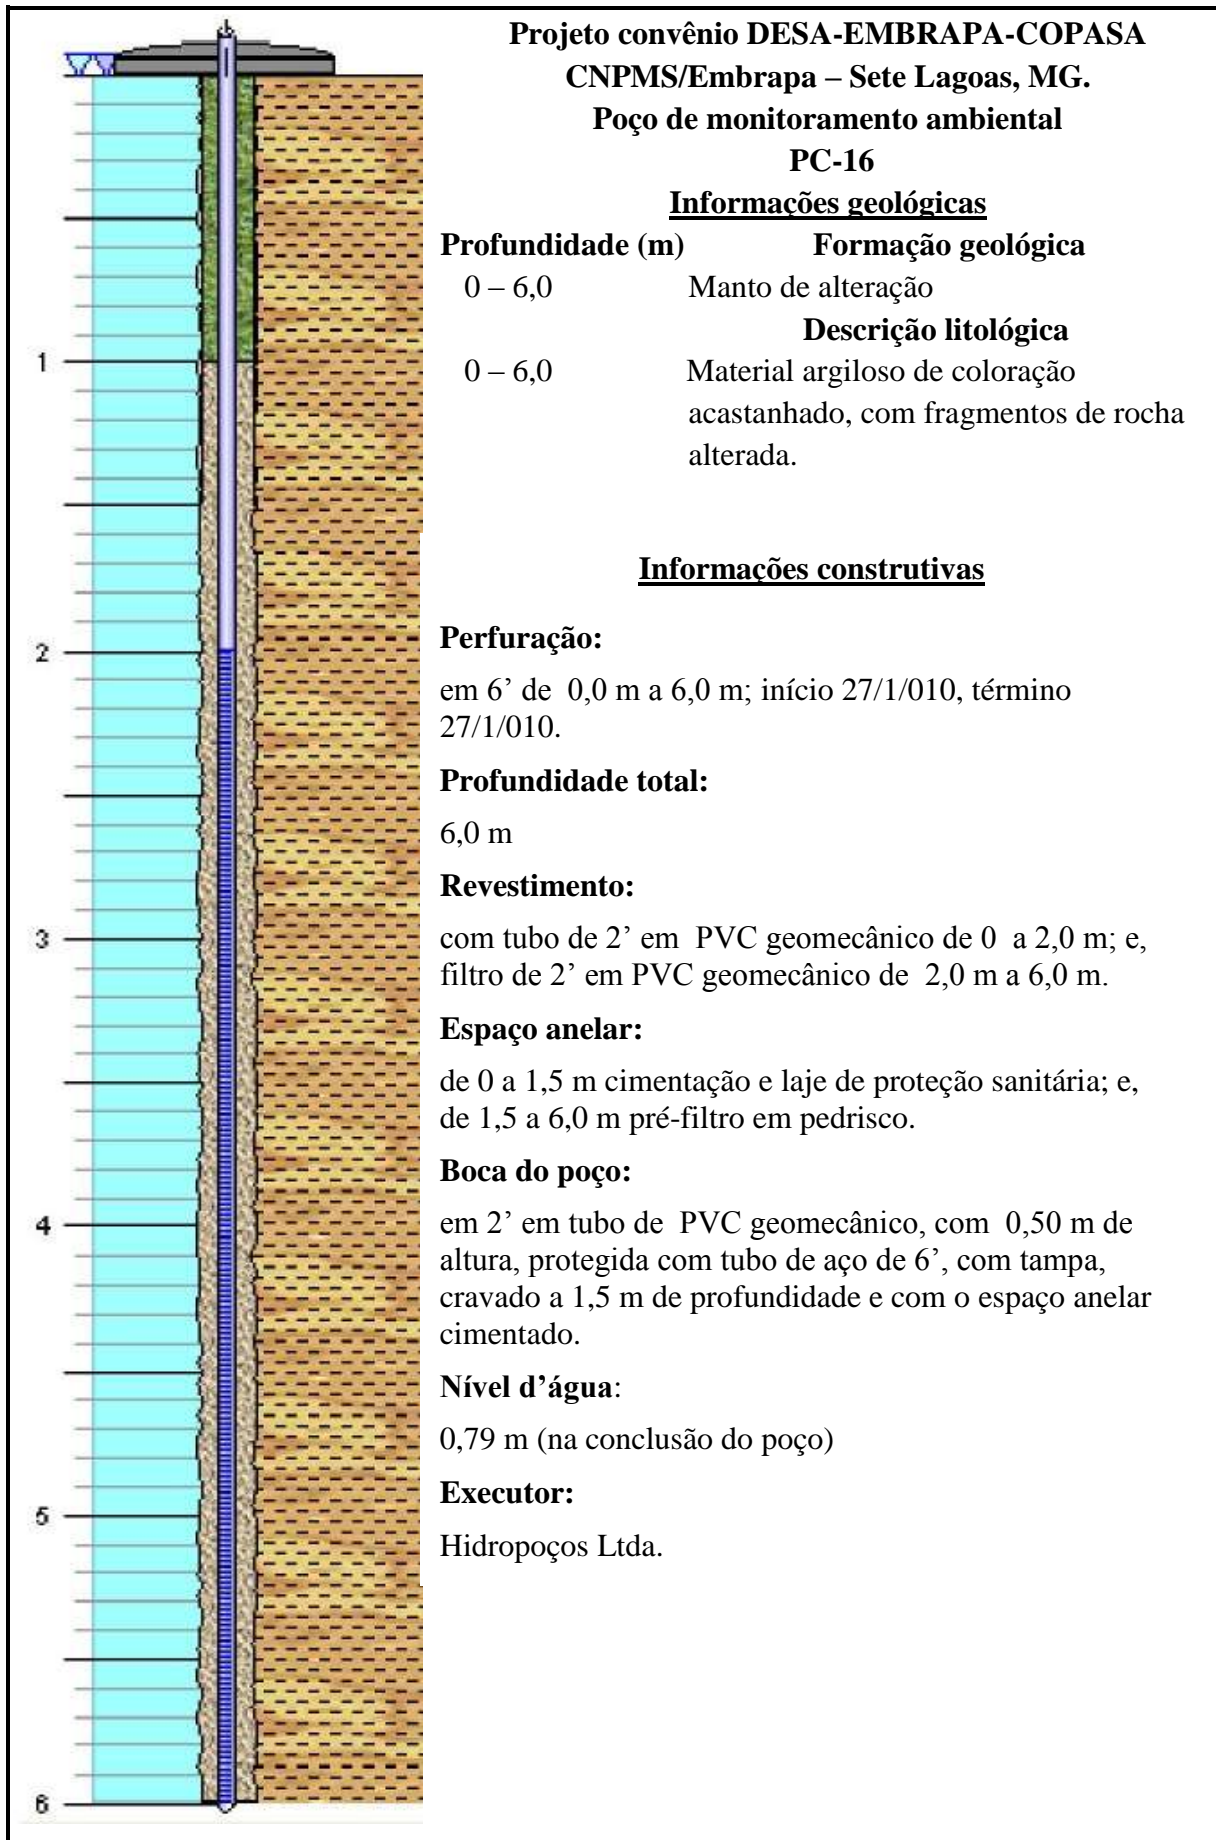 Projeto convênio DESA-EMBRAPA-COPASA
CNPMS/Embrapa – Sete Lagoas, MG.
Poço de monitoramento ambiental
PC-16
Informações geológicas
Profundidade (m) Formação geológica
0 – 6,0 Manto de alteração
Descrição litológica
0 – 6,0 Material argiloso de coloração
acastanhado, com fragmentos de rocha
alterada.
Informações construtivas
Perfuração:
em 6’ de 0,0 m a 6,0 m; início 27/1/010, término
27/1/010.
Profundidade total:
6,0 m
Revestimento:
com tubo de 2’ em PVC geomecânico de 0 a 2,0 m; e,
filtro de 2’ em PVC geomecânico de 2,0 m a 6,0 m.
Espaço anelar:
de 0 a 1,5 m cimentação e laje de proteção sanitária; e,
de 1,5 a 6,0 m pré-filtro em pedrisco.
Boca do poço:
em 2’ em tubo de PVC geomecânico, com 0,50 m de
altura, protegida com tubo de aço de 6’, com tampa,
cravado a 1,5 m de profundidade e com o espaço anelar
cimentado.
Nível d’água:
0,79 m (na conclusão do poço)
Executor:
Hidropoços Ltda.
1
2
3
4
5
6